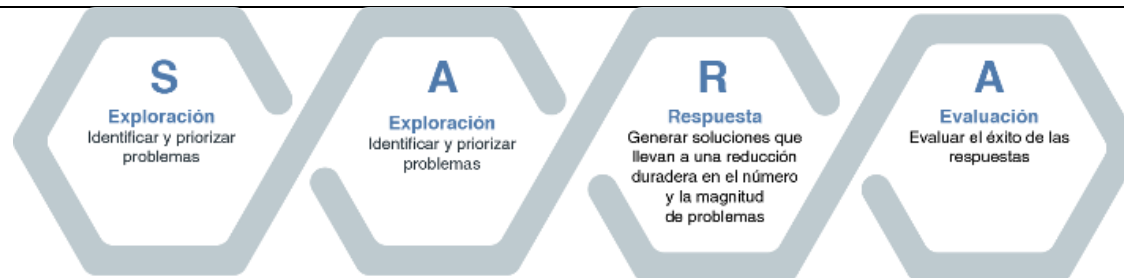 S
Exploración
Identificar y priorizar
problemas
A
Exploración
Identificar y priorizar
problemas
R
Respuesta
Generar soluciones que
llevan a una reducción
duradera en el número
y la magnitud
de problemas
A
Evaluación
Evaluar el éxito de las
respuestas